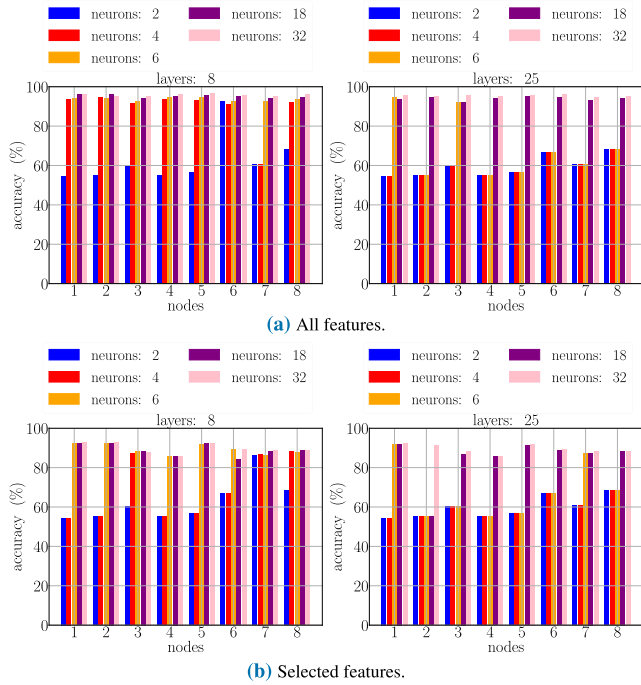 neurons: 2
neurons: 18
neurons: 4
neurons: 32
neurons: 6
neurons: 2
neurons: 18
neurons: 4
neurons: 32
neurons: 6
layers: 8
layers: 25
accuracy (%)
100
80
60
40
20
0
1 2 3 4 5 6 7 8
nodes
accuracy (%)
100
80
60
40
20
0
1 2 3 4 5 6 7 8
nodes
(a) All features.
neurons: 2
neurons: 18
neurons: 4
neurons: 32
neurons: 6
neurons: 2
neurons: 18
neurons: 4
neurons: 32
neurons: 6
layers: 8
layers: 25
accuracy (%)
100
80
60
40
20
0
1 2 3 4 5 6 7 8
nodes
accuracy (%)
100
80
60
40
20
0
1 2 3 4 5 6 7 8
nodes
(b) Selected features.